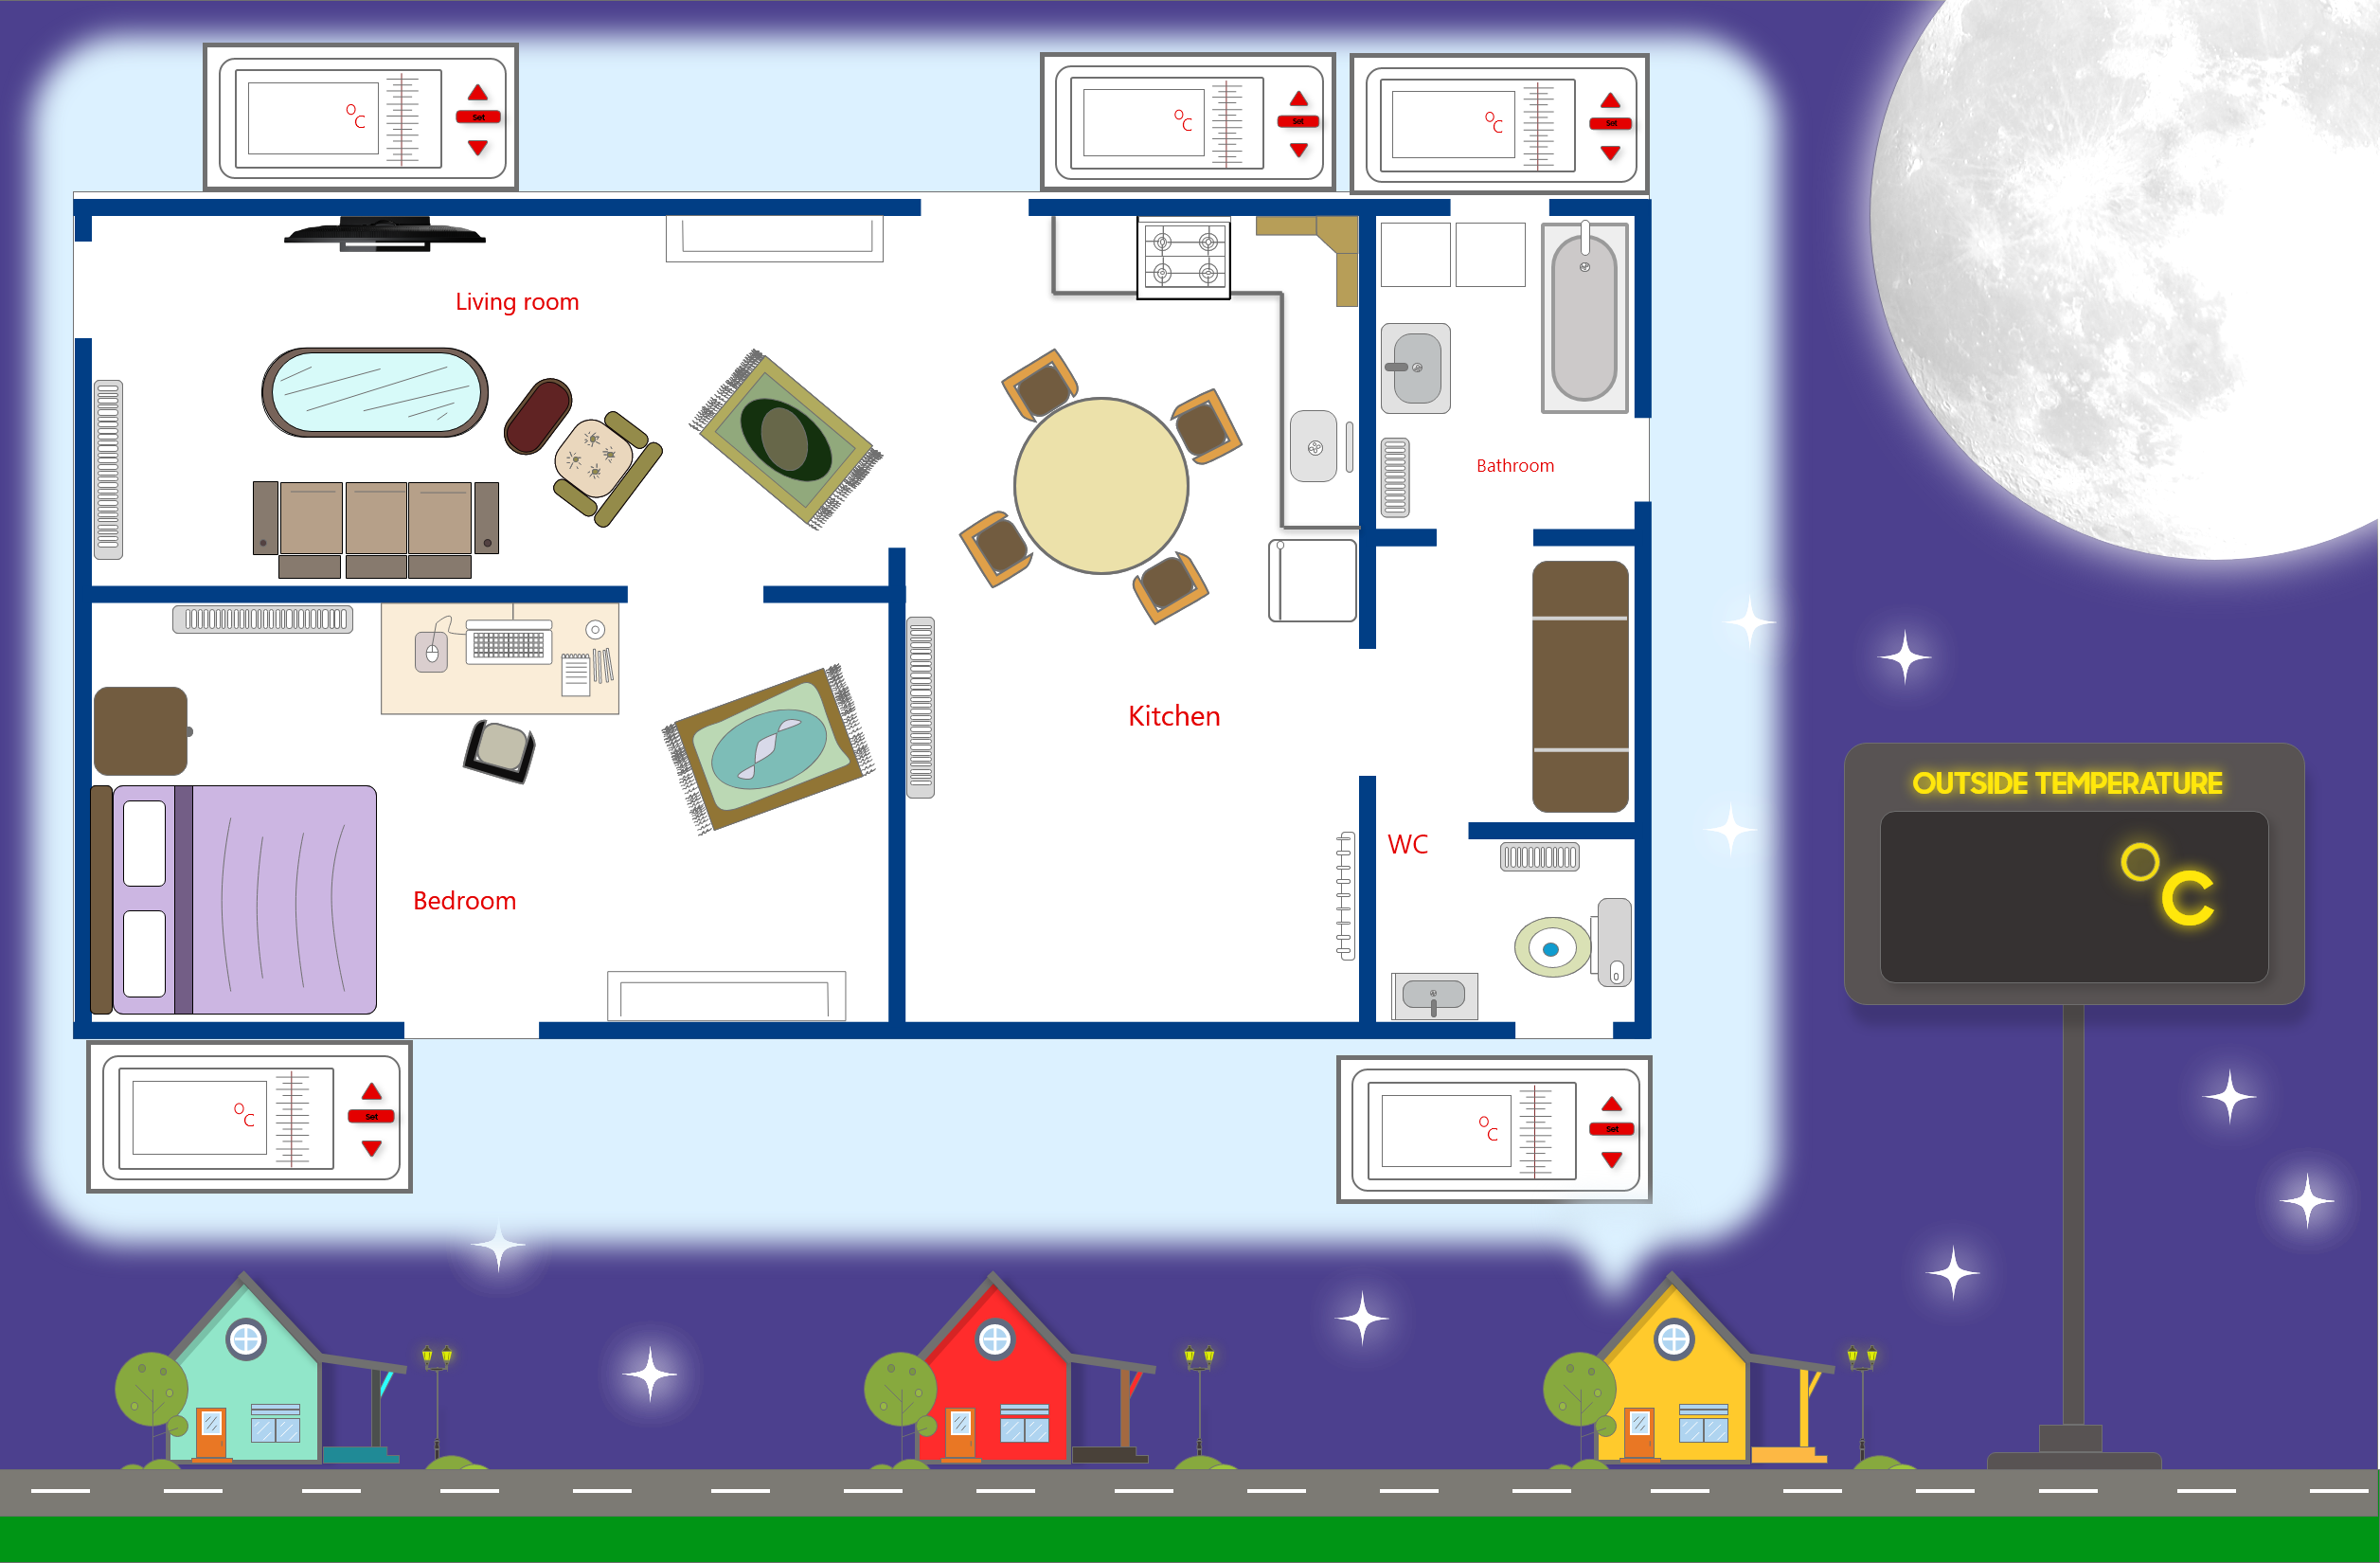 °C
Set
°C
Set
°C
Set
Living room
Bathroom
Kitchen
OUTSIDE TEMPERATURE
°C
WC
Bedroom
°C
Set
°C
Set